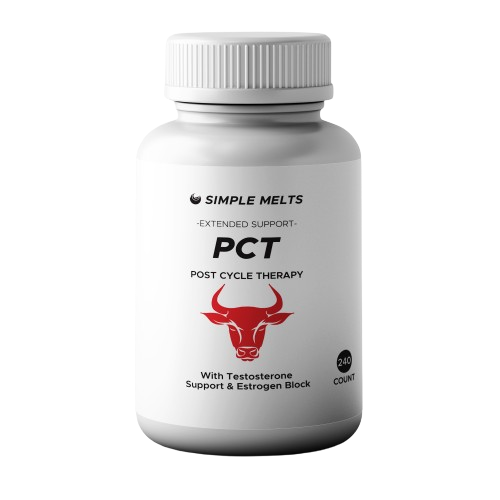 SIMPLE MELTS
-EXTENDED SUPPORT-
PCT
POST CYCLE THERAPY
With Testosterone
Support & Estrogen Block
240
COUNT